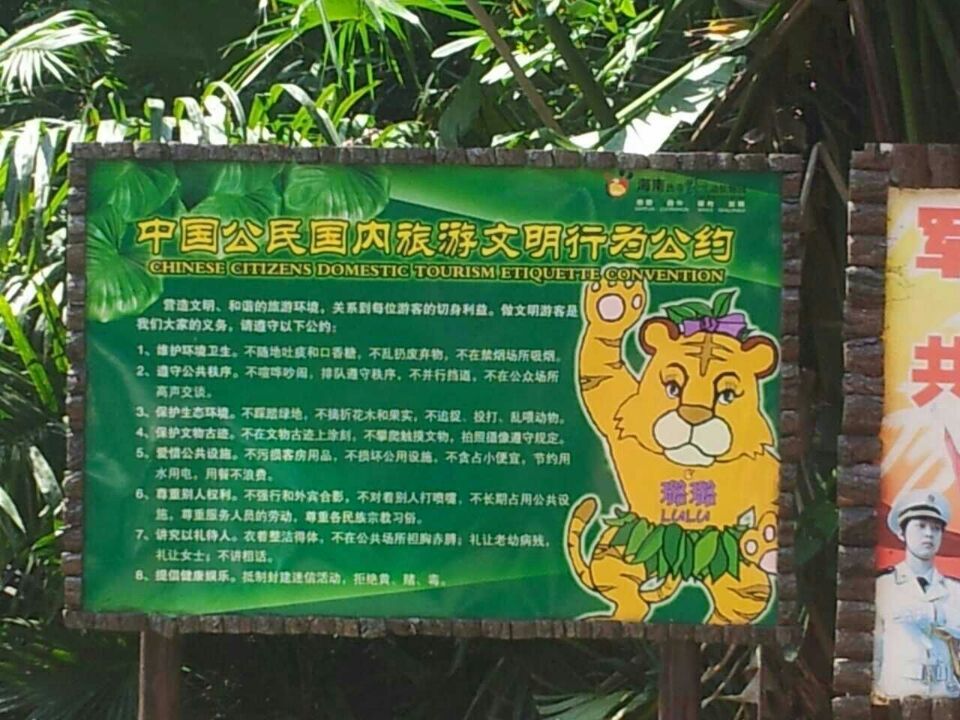 海南
中国公民国内旅游文明行为公约
CHINESE CITIZENS DOMESTIC TOURISM ETIQUETTE CONVENTION
营造文明、和谐的旅游环境，关系到每位游客的切身利益。做文明游客是
我们大家的义务，请遵守以下公约：
1、维护环境卫生。不随地吐痰和口香糖，不乱扔废弃物，不在禁烟场所吸烟。
2、遵守公共秩序。不喧哗吵闹，排队遵守秩序，不并行挡道，不在公众场所
高声交谈。
3、保护生态环境。不踩踏绿地，不摘折花木和果实，不追捉、投打、乱喂动物。
4、保护文物古迹。不在文物古迹上涂刻，不攀爬触摸文物，拍照摄像遵守规定。
5、爱惜公共设施。不污损客房用品，不损坏公用设施，不贪占小便宜，节约用
水用电，用餐不浪费。
6、尊重别人权利。不强行和外宾合影，不对着别人打喷嚏，不长期占用公共设
施，尊重服务人员的劳动，尊重各民族宗教习俗。
7、讲究以礼待人。衣着整洁得体，不在公共场所袒胸赤膊；礼让老幼病残，
礼让女士；不讲粗话。
8、提倡健康娱乐。抵制封建迷信活动，拒绝黄、赌、毒。
璐璐
LULU
军
共